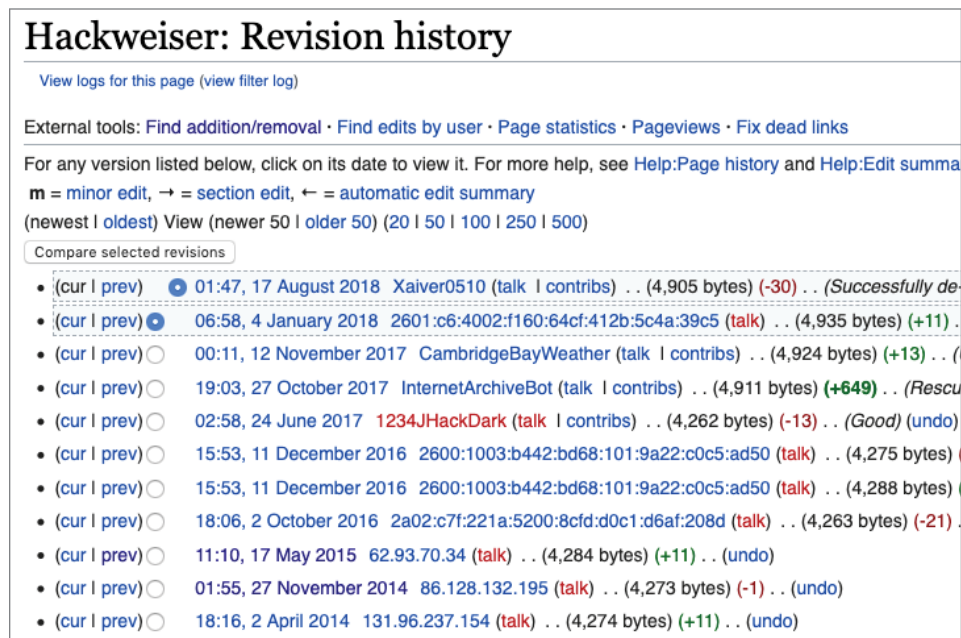 Hackweiser: Revision history
View logs for this page (view filter log)
External tools: Find addition/removal · Find edits by user · Page statistics · Pageviews · Fix dead links
For any version listed below, click on its date to view it. For more help, see Help:Page history and Help:Edit summa
m = minor edit, → = section edit, ← = automatic edit summary
(newest | oldest) View (newer 50 | older 50) (20 | 50 | 100 | 250 | 500)
Compare selected revisions
• (cur | prev) 01:47, 17 August 2018 Xaiver0510 (talk | contribs) . . (4,905 bytes) (-30) . . (Successfully de-
• (cur | prev) 06:58, 4 January 2018 2601:c6:4002:f160:64cf:412b:5c4a:39c5 (talk) . . (4,935 bytes) (+11) .
• (cur | prev) 00:11, 12 November 2017 CambridgeBayWeather (talk | contribs) . . (4,924 bytes) (+13) . . (
• (cur | prev) 19:03, 27 October 2017 InternetArchiveBot (talk | contribs) . . (4,911 bytes) (+649) . . (Rescu
• (cur | prev) 02:58, 24 June 2017 1234JHackDark (talk | contribs) . . (4,262 bytes) (-13) . . (Good) (undo)
• (cur | prev) 15:53, 11 December 2016 2600:1003:b442:bd68:101:9a22:c0c5:ad50 (talk) . . (4,275 bytes) (
• (cur | prev) 15:53, 11 December 2016 2600:1003:b442:bd68:101:9a22:c0c5:ad50 (talk) . . (4,288 bytes) (
• (cur | prev) 18:06, 2 October 2016 2a02:c7f:221a:5200:8cfd:d0c1:d6af:208d (talk) . . (4,263 bytes) (-21) .
• (cur | prev) 11:10, 17 May 2015 62.93.70.34 (talk) . . (4,284 bytes) (+11) . . (undo)
• (cur | prev) 01:55, 27 November 2014 86.128.132.195 (talk) . . (4,273 bytes) (-1) . . (undo)
• (cur | prev) 18:16, 2 April 2014 131.96.237.154 (talk) . . (4,274 bytes) (+11) . . (undo)